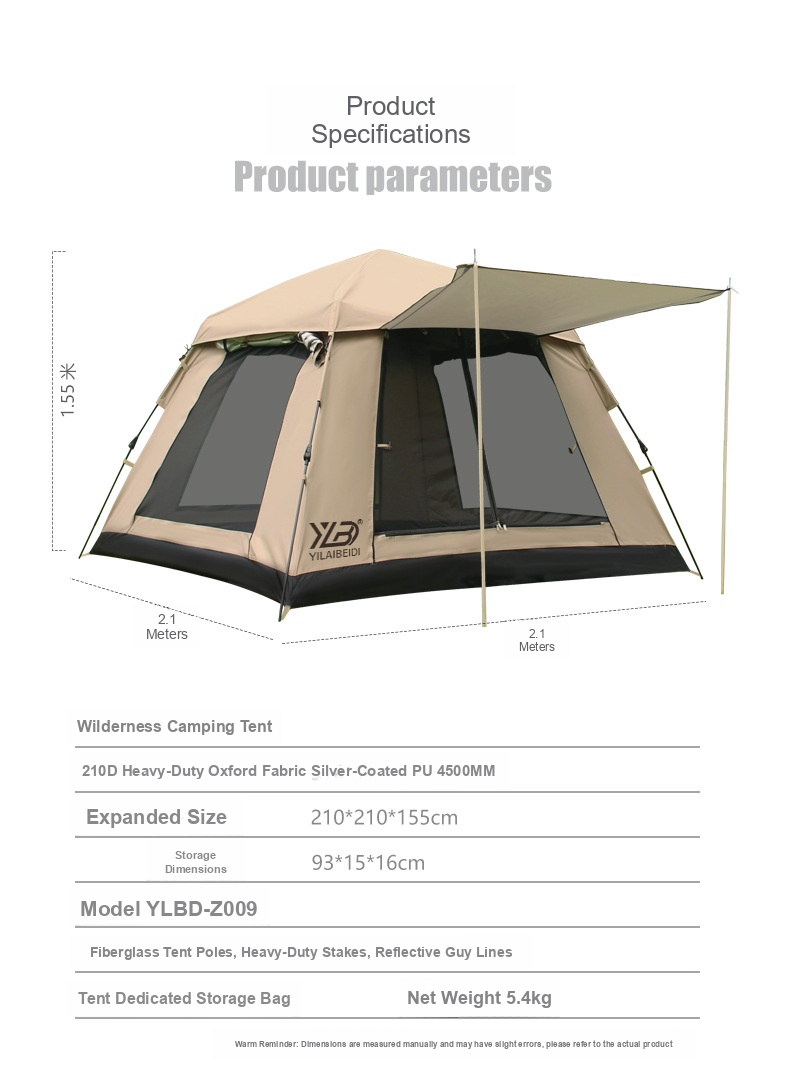 Product
Specifications
Product parameters
1.55 米
YLB®
YILAIBEIDI
2.1
Meters
2.1
Meters
Wilderness Camping Tent
210D Heavy-Duty Oxford Fabric Silver-Coated PU 4500MM
Expanded Size 210*210*155cm
Storage
Dimensions 93*15*16cm
Model YLBD-Z009
Fiberglass Tent Poles, Heavy-Duty Stakes, Reflective Guy Lines
Tent Dedicated Storage Bag Net Weight 5.4kg
Warm Reminder: Dimensions are measured manually and may have slight errors, please refer to the actual product